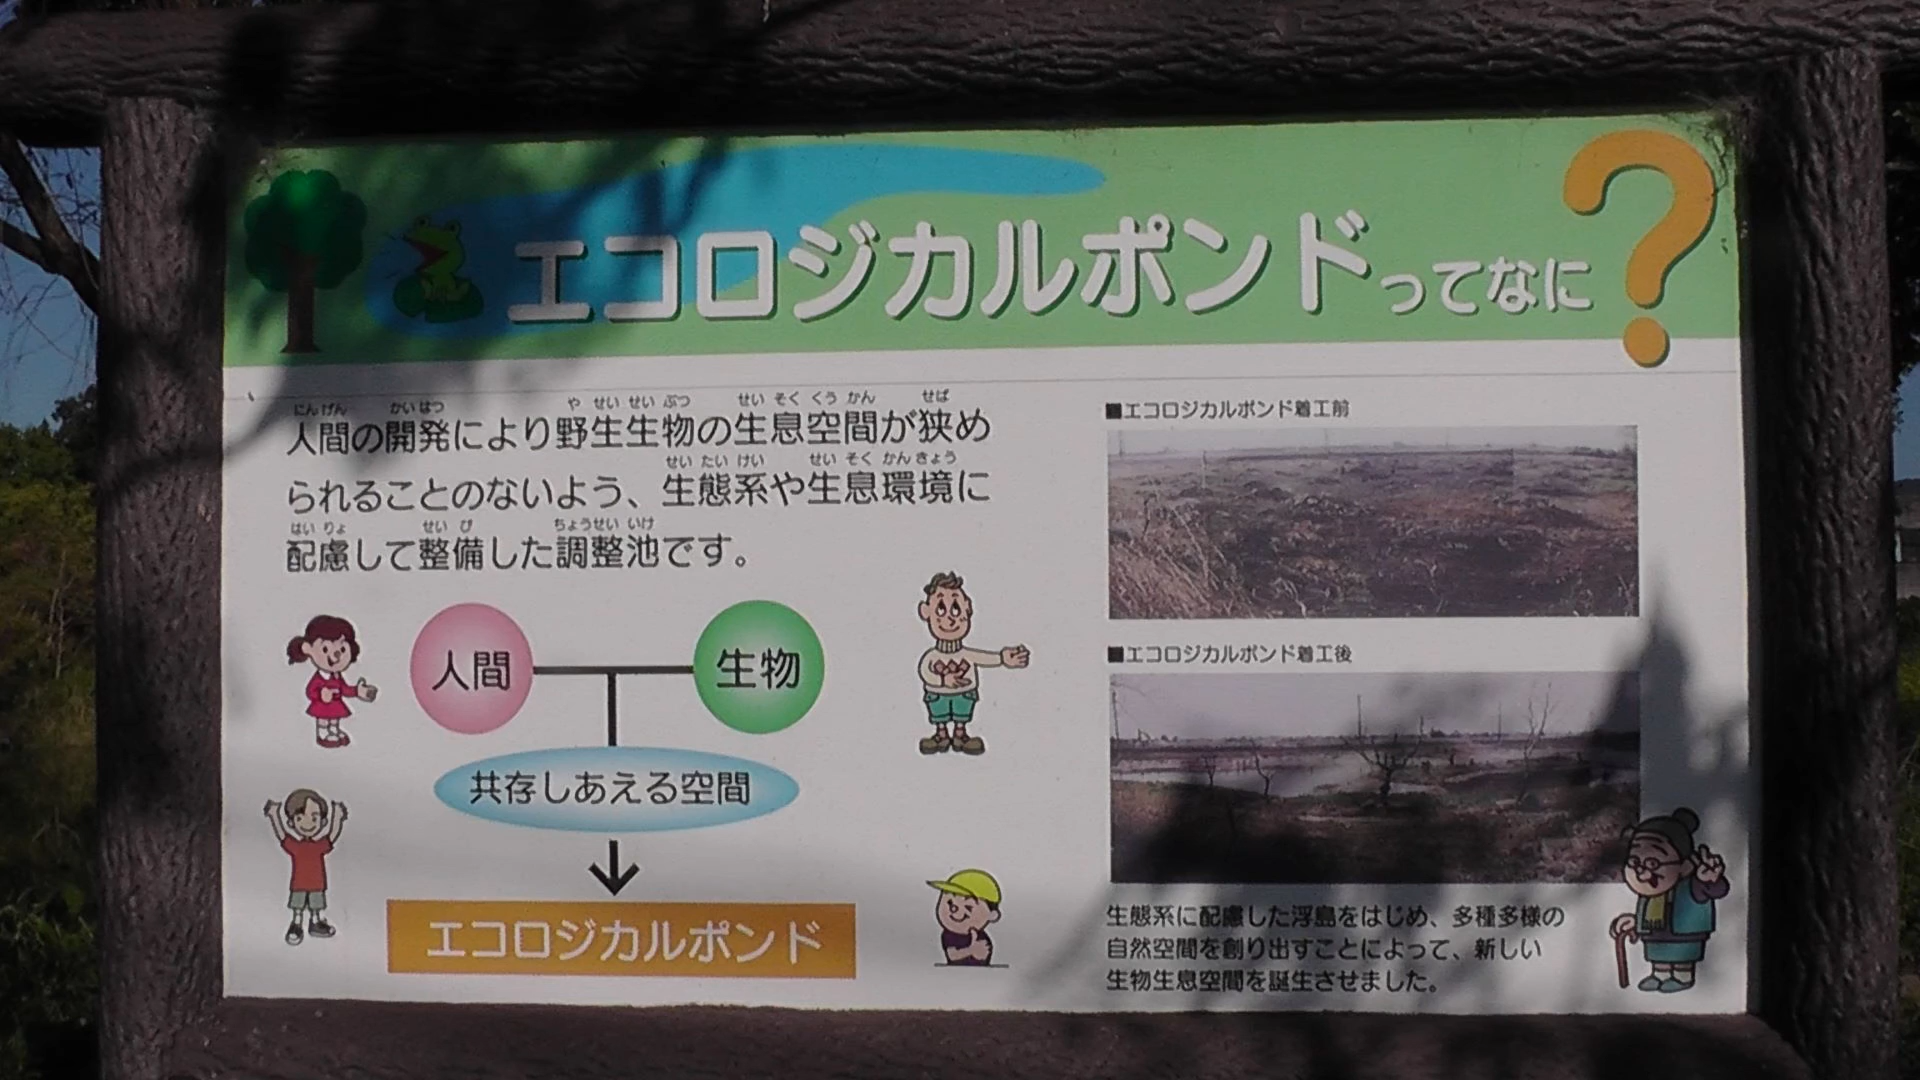 エコロジカルポンドってなに?
にんげん かいはつ や せい せい ぶつ せい そく くう かん せば
人間の開発により野生生物の生息空間が狭め
せい たい けい せい そく かんきょう
られることのないよう、生態系や生息環境に
はい りょ せい び ちょうせい いけ
配慮して整備した調整池です。
人間
生物
共存しあえる空間
エコロジカルポンド
■エコロジカルポンド着工前
■エコロジカルポンド着工後
生態系に配慮した浮島をはじめ、多種多様の
自然空間を創り出すことによって、新しい
生物生息空間を誕生させました。